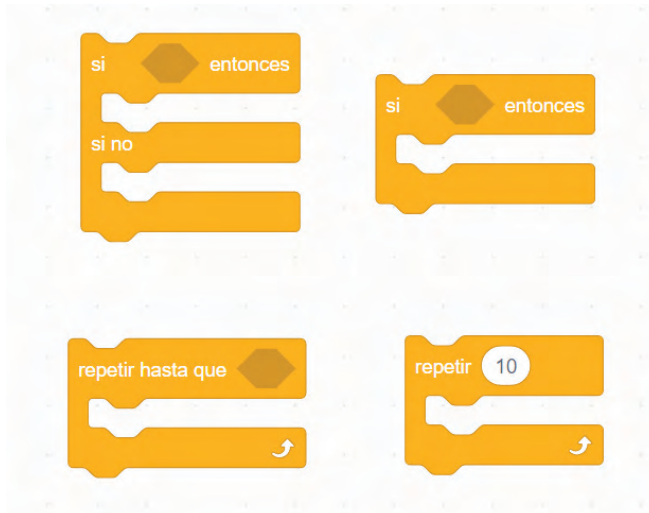 si entonces
si no
si entonces
repetir hasta que
repetir 10